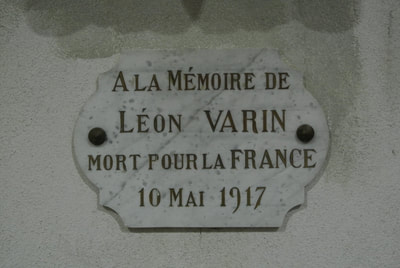 A LA MÉMOIRE DE
LÉON VARIN
MORT POUR LA FRANCE
10 MAI 1917